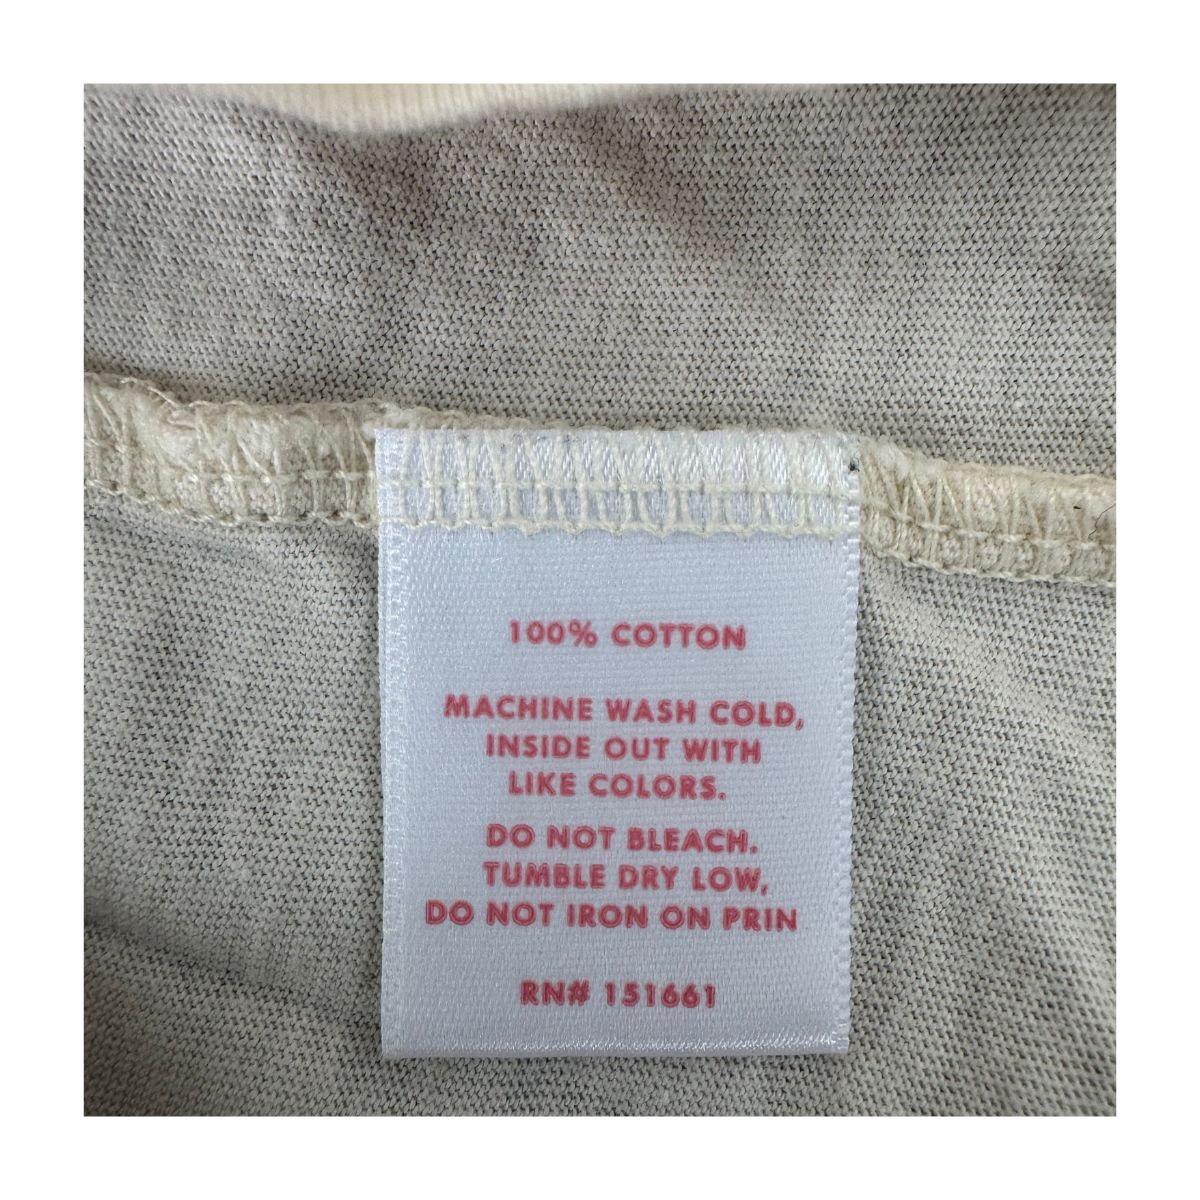 100% COTTON
MACHINE WASH COLD,
INSIDE OUT WITH
LIKE COLORS.
DO NOT BLEACH.
TUMBLE DRY LOW,
DO NOT IRON ON PRIN
RN# 151661